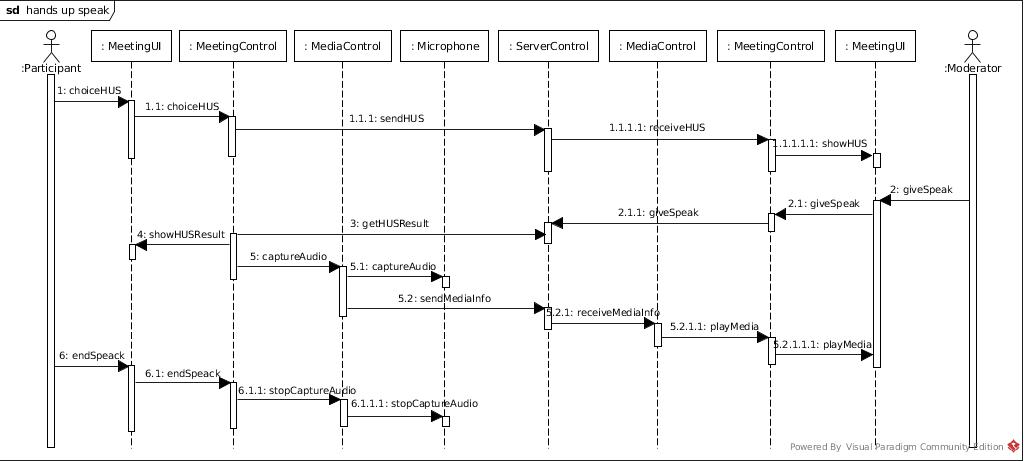 sd hands up speak
:Participant
: MeetingUI
: MeetingControl
: MediaControl
: Microphone
: ServerControl
: MediaControl
: MeetingControl
: MeetingUI
:Moderator
1: choiceHUS
1.1: choiceHUS
1.1.1: sendHUS
1.1.1.1: receiveHUS
1.1.1.1.1: showHUS
2: giveSpeak
2.1: giveSpeak
2.1.1: giveSpeak
3: getHUSResult
4: showHUSResult
5: captureAudio
5.1: captureAudio
5.2: sendMediaInfo
5.2.1: receiveMediaInfo
5.2.1.1: playMedia
5.2.1.1.1: playMedia
6: endSpeack
6.1: endSpeack
6.1.1: stopCaptureAudio
6.1.1.1: stopCaptureAudio
Powered By Visual Paradigm Community Edition